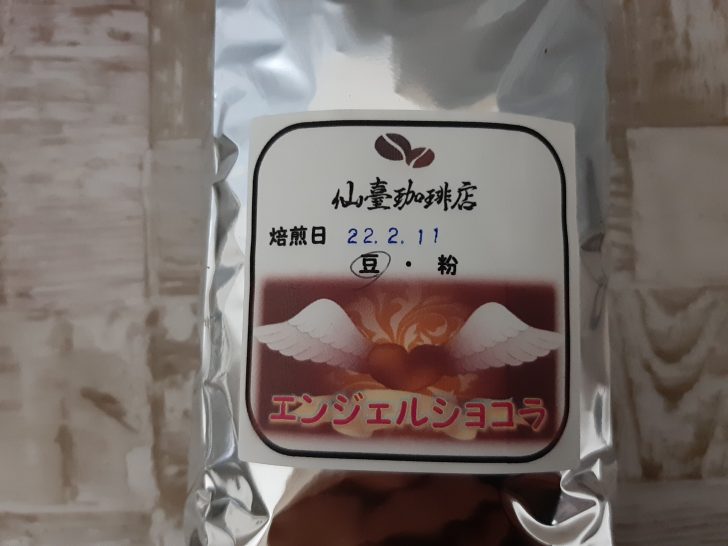 仙臺珈琲店
焙煎日 22.2.11
豆・粉
エンジェルショコラ